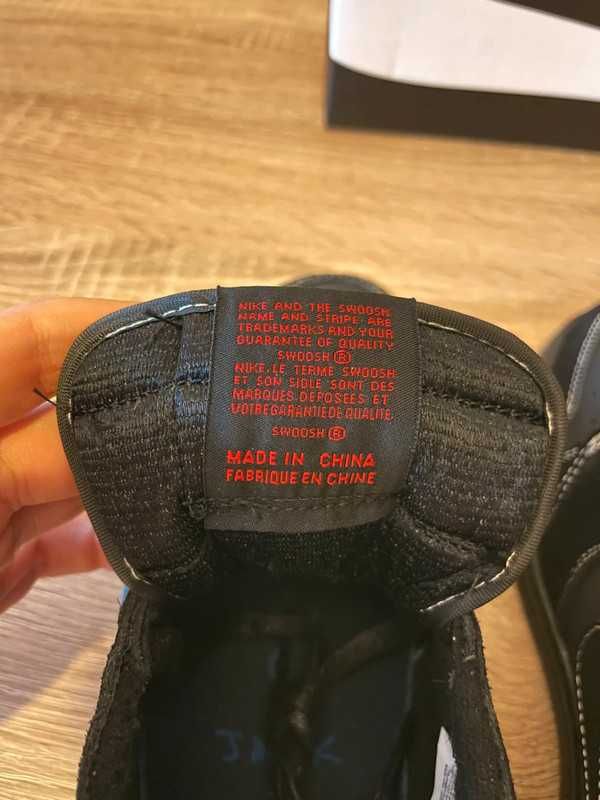 NIKE AND THE SWOOSH
NAME AND STRIPE ARE
TRADEMARKS AND YOUR
GUARANTEE OF QUALITY
SWOOSH ®
NIKE, LE TERME SWOOSH
ET SON SIGLE SONT DES
MARQUES DEPOSEES ET
VOTRE GARANTIE DE QUALITE.
SWOOSH ®
MADE IN CHINA
FABRIQUE EN CHINE